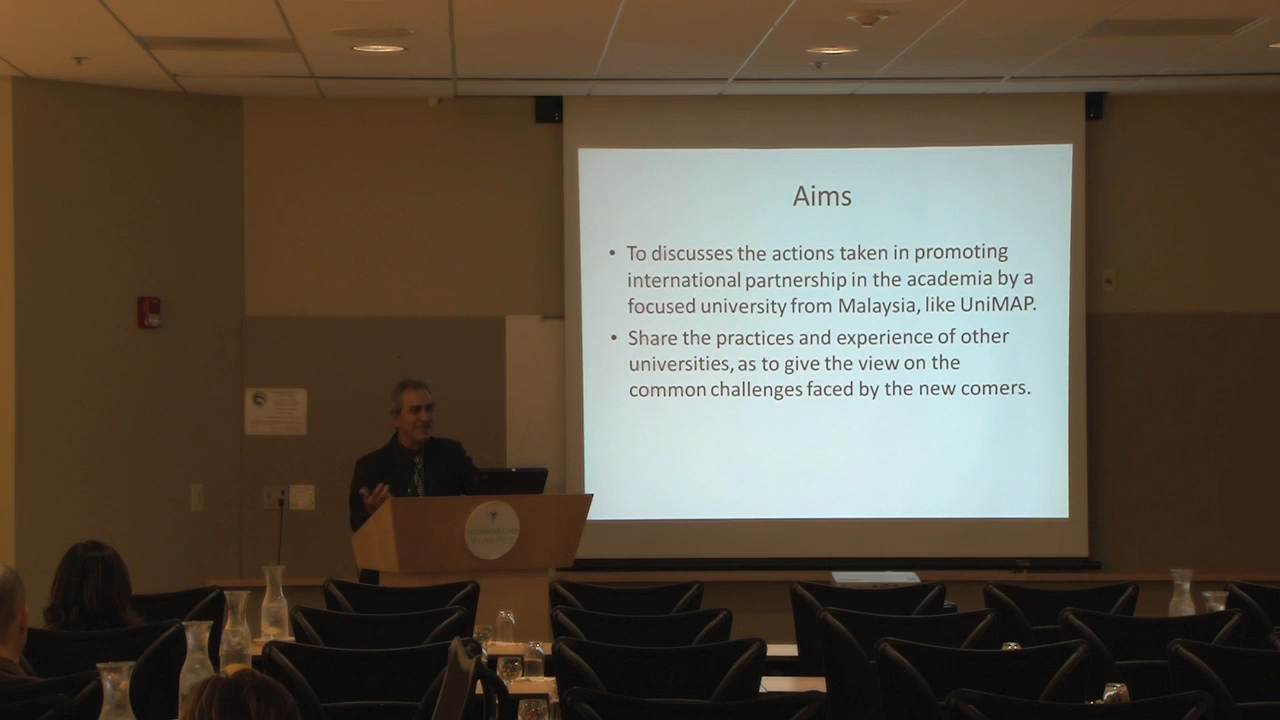 Aims
• To discusses the actions taken in promoting
international partnership in the academia by a
focused university from Malaysia, like UniMAP.
• Share the practices and experience of other
universities, as to give the view on the
common challenges faced by the new comers.